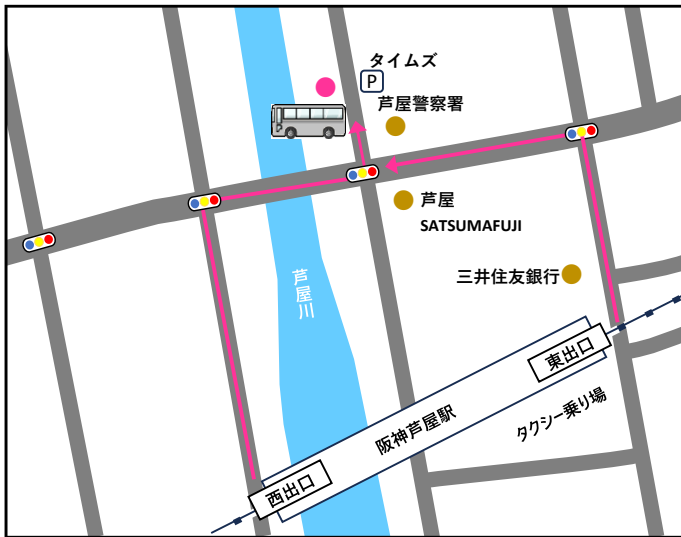 タイムズ
P
芦屋警察署
芦屋
SATSUMAFUJI
三井住友銀行
芦屋川
東出口
阪神芦屋駅
タクシー乗り場
西出口